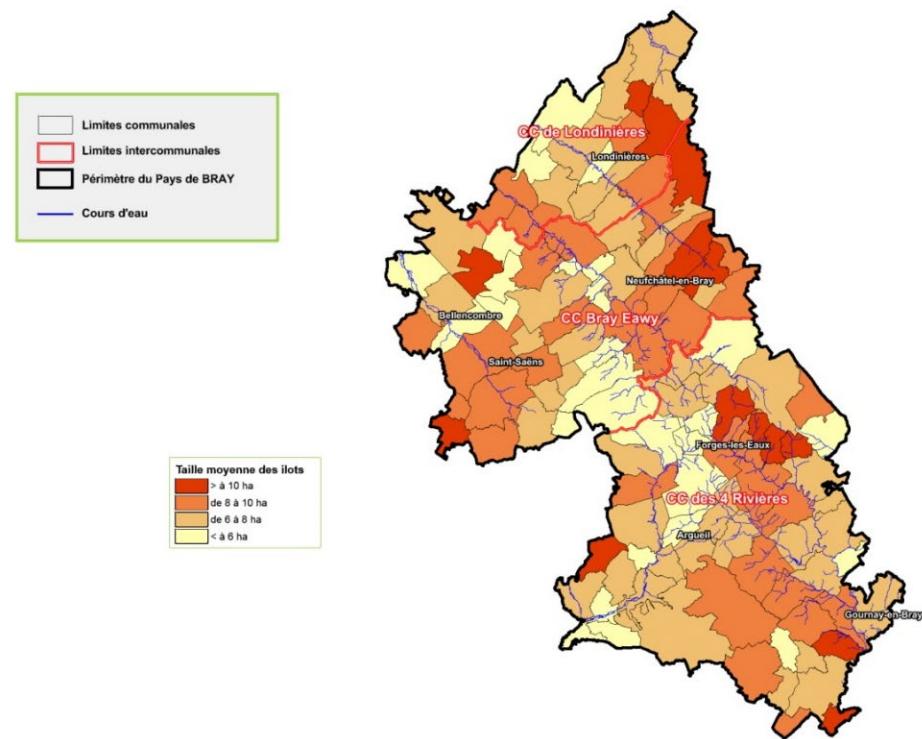 Limites communales
Limites intercommunales
Périmètre du Pays de BRAY
Cours d'eau
CC de Londinières
Londinières
Neufchâtel-en-Bray
Bellencombre
CC Bray Eawy
Saint-Saëns
Forges-les-Eaux
Taille moyenne des îlots
> à 10 ha
de 8 à 10 ha
de 6 à 8 ha
< à 6 ha
CC des 4 Rivières
Argueil
Gournay-en-Bray